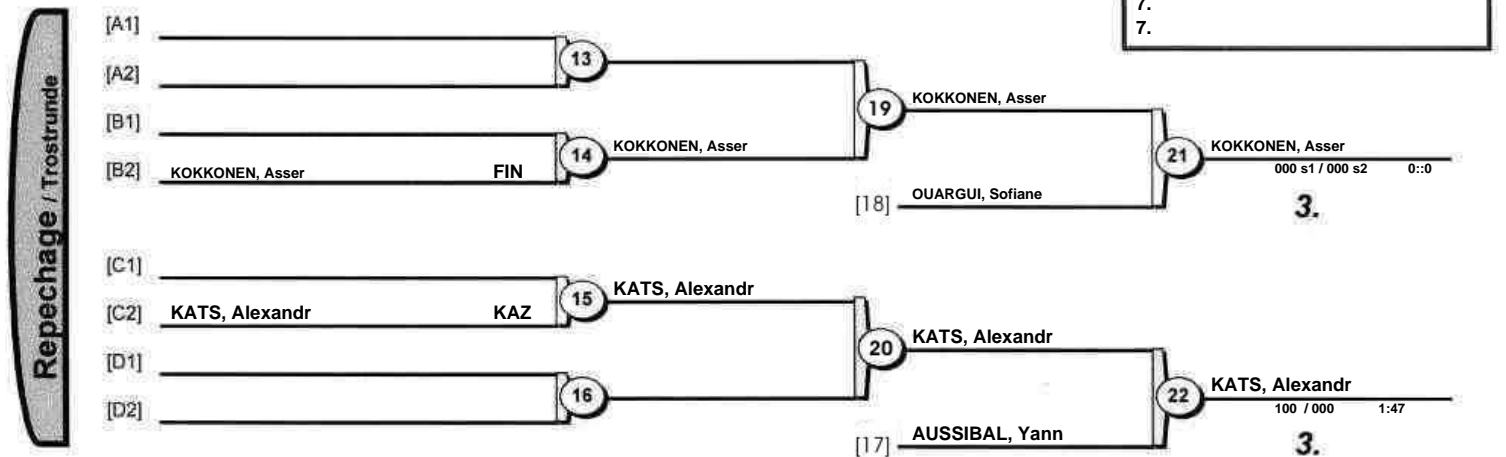 7.
7.
Repechage / Trostrunde
[A1]
[A2]
13
[B1]
[B2] KOKKONEN, Asser FIN
14 KOKKONEN, Asser
19 KOKKONEN, Asser
[18] OUARGUI, Sofiane
21 KOKKONEN, Asser
000 s1 / 000 s2 0::0
3.
[C1]
[C2] KATS, Alexandr KAZ
15 KATS, Alexandr
[D1]
[D2]
16
20 KATS, Alexandr
[17] AUSSIBAL, Yann
22 KATS, Alexandr
100 / 000 1:47
3.